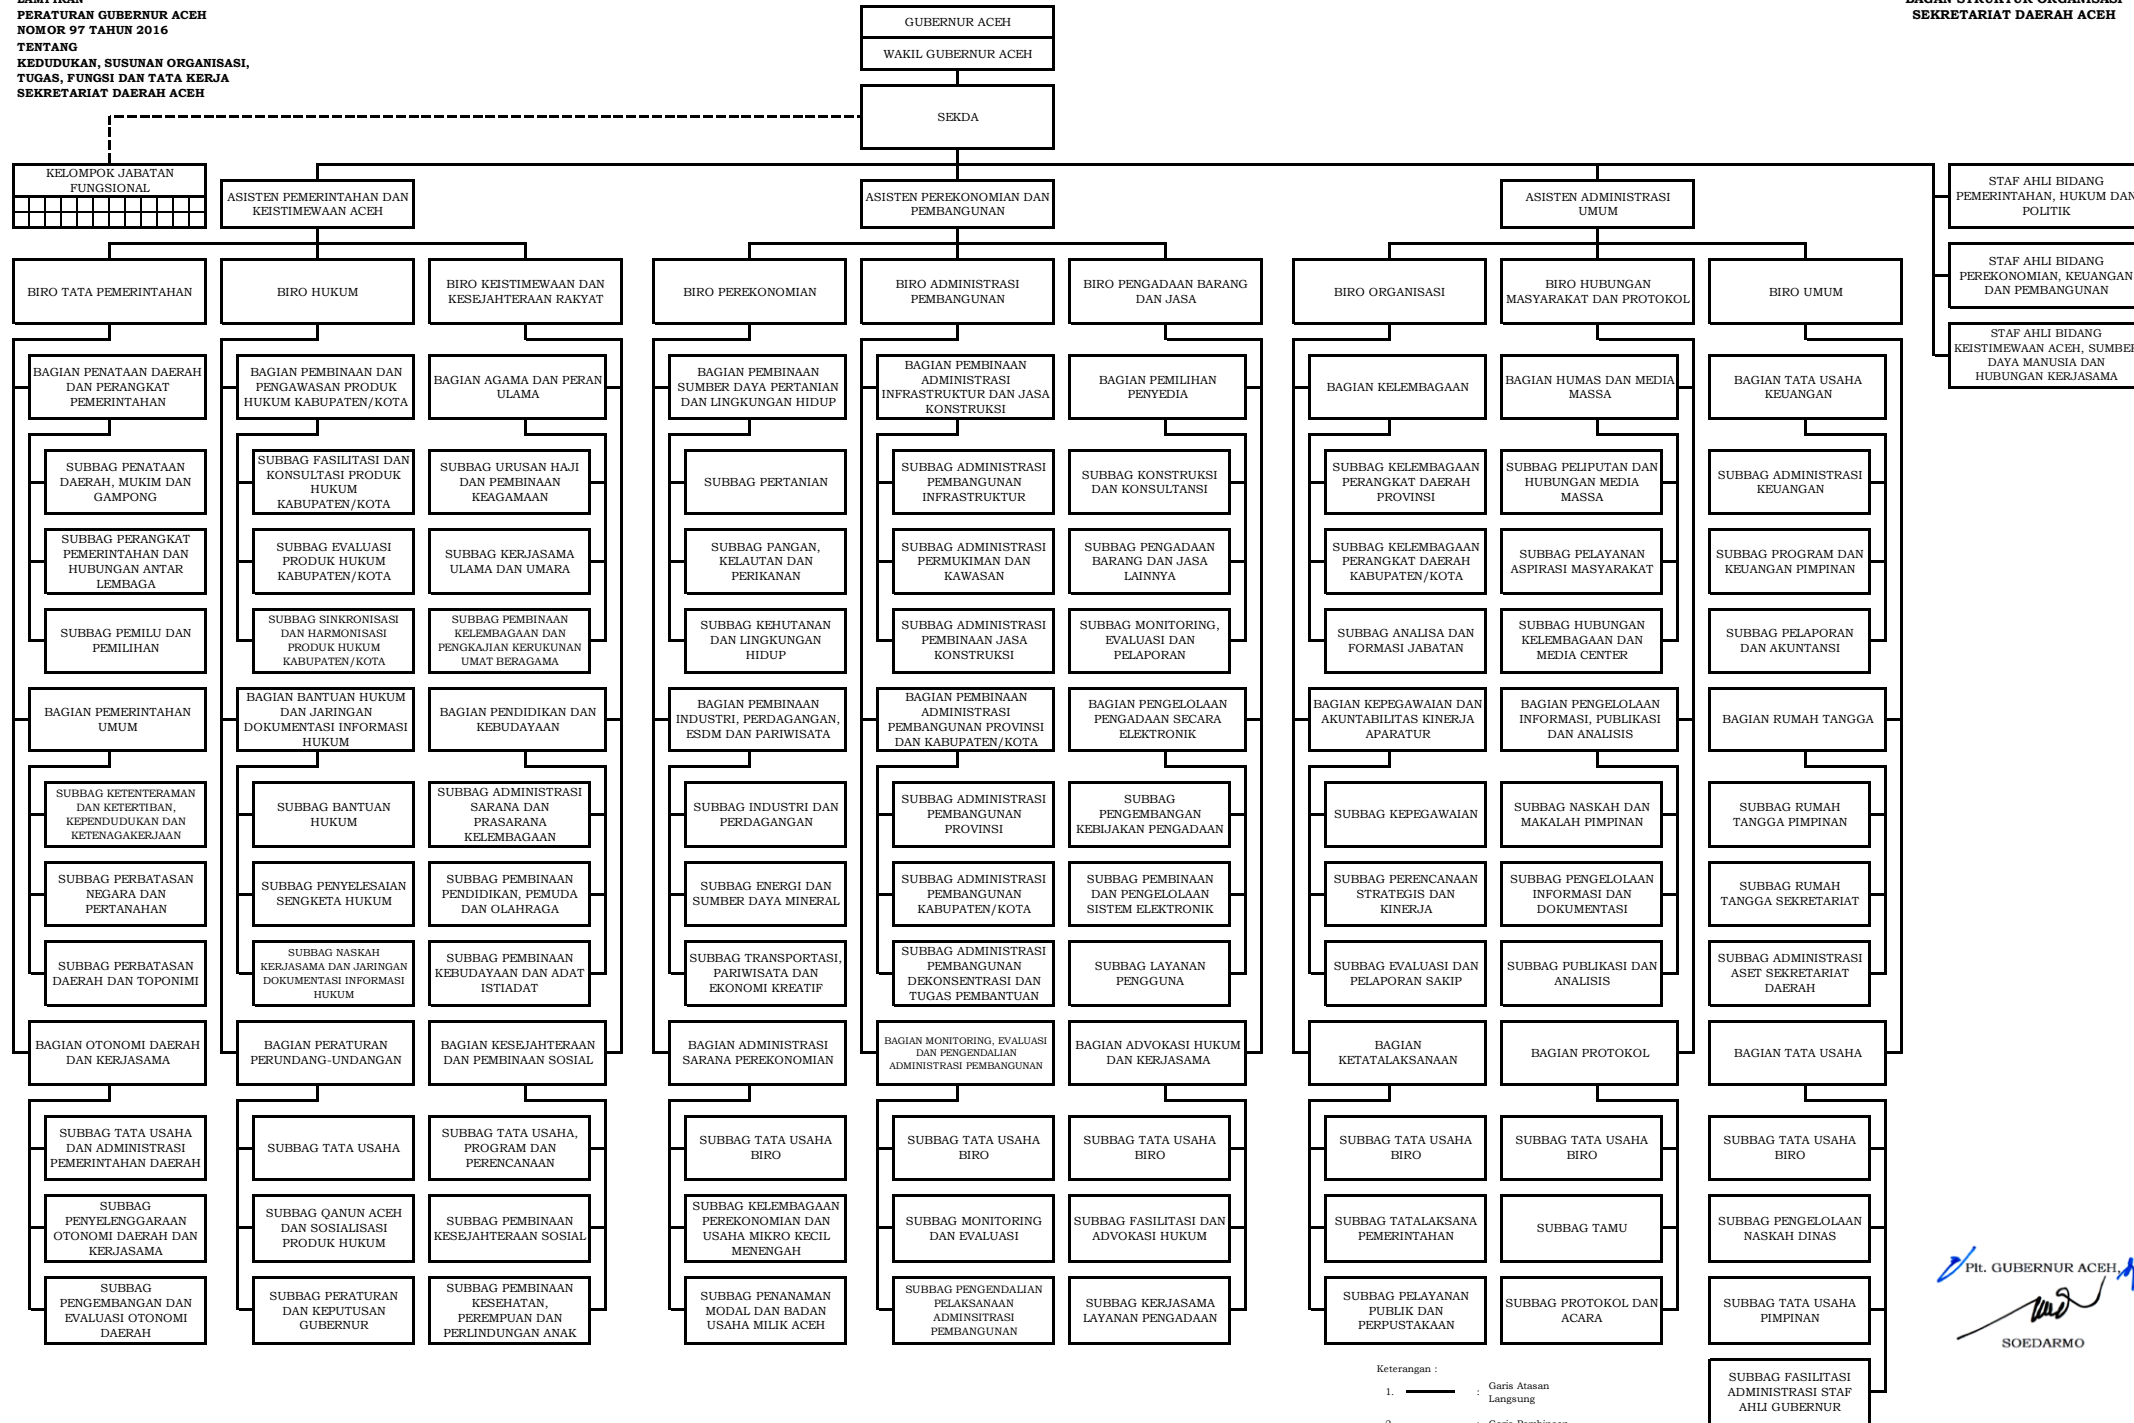 LAMPIRAN
PERATURAN GUBERNUR ACEH
NOMOR 97 TAHUN 2016
TENTANG
KEDUDUKAN, SUSUNAN ORGANISASI,
TUGAS, FUNGSI DAN TATA KERJA
SEKRETARIAT DAERAH ACEH
BAGAN STRUKTUR ORGANISASI
SEKRETARIAT DAERAH ACEH
GUBERNUR ACEH
WAKIL GUBERNUR ACEH
SEKDA
KELOMPOK JABATAN
FUNGSIONAL
ASISTEN PEMERINTAHAN DAN
KEISTIMEWAAN ACEH
ASISTEN PEREKONOMIAN DAN
PEMBANGUNAN
ASISTEN ADMINISTRASI
UMUM
STAF AHLI BIDANG
PEMERINTAHAN, HUKUM DAN
POLITIK
STAF AHLI BIDANG
PEREKONOMIAN, KEUANGAN
DAN PEMBANGUNAN
STAF AHLI BIDANG
KEISTIMEWAAN ACEH, SUMBER
DAYA MANUSIA DAN
HUBUNGAN KERJASAMA
BIRO TATA PEMERINTAHAN
BAGIAN PENATAAN DAERAH
DAN PERANGKAT
PEMERINTAHAN
SUBBAG PENATAAN
DAERAH, MUKIM DAN
GAMPONG
SUBBAG PERANGKAT
PEMERINTAHAN DAN
HUBUNGAN ANTAR
LEMBAGA
SUBBAG PEMILU DAN
PEMILIHAN
BAGIAN PEMERINTAHAN
UMUM
SUBBAG KETENTERAMAN
DAN KETERTIBAN,
KEPENDUDUKAN DAN
KETENAGAKERJAAN
SUBBAG PERBATASAN
NEGARA DAN
PERTANAHAN
SUBBAG PERBATASAN
DAERAH DAN TOPONIMI
BAGIAN OTONOMI DAERAH
DAN KERJASAMA
SUBBAG TATA USAHA
DAN ADMINISTRASI
PEMERINTAHAN DAERAH
SUBBAG
PENYELENGGARAAN
OTONOMI DAERAH DAN
KERJASAMA
SUBBAG
PENGEMBANGAN DAN
EVALUASI OTONOMI
DAERAH
BIRO HUKUM
BAGIAN PEMBINAAN DAN
PENGAWASAN PRODUK
HUKUM KABUPATEN/KOTA
SUBBAG FASILITASI DAN
KONSULTASI PRODUK
HUKUM
KABUPATEN/KOTA
SUBBAG EVALUASI
PRODUK HUKUM
KABUPATEN/KOTA
SUBBAG SINKRONISASI
DAN HARMONISASI
PRODUK HUKUM
KABUPATEN/KOTA
BAGIAN BANTUAN HUKUM
DAN JARINGAN
DOKUMENTASI INFORMASI
HUKUM
SUBBAG BANTUAN
HUKUM
SUBBAG PENYELESAIAN
SENGKETA HUKUM
SUBBAG NASKAH
KERJASAMA DAN JARINGAN
DOKUMENTASI INFORMASI
HUKUM
BAGIAN PERATURAN
PERUNDANG-UNDANGAN
SUBBAG TATA USAHA
SUBBAG QANUN ACEH
DAN SOSIALISASI
PRODUK HUKUM
SUBBAG PERATURAN
DAN KEPUTUSAN
GUBERNUR
BIRO KEISTIMEWAAN DAN
KESEJAHTERAAN RAKYAT
BAGIAN AGAMA DAN PERAN
ULAMA
SUBBAG URUSAN HAJI
DAN PEMBINAAN
KEAGAMAAN
SUBBAG KERJASAMA
ULAMA DAN UMARA
SUBBAG PEMBINAAN
KELEMBAGAAN DAN
PENGKAJIAN KERUKUNAN
UMAT BERAGAMA
BAGIAN PENDIDIKAN DAN
KEBUDAYAAN
SUBBAG ADMINISTRASI
SARANA DAN
PRASARANA
KELEMBAGAAN
SUBBAG PEMBINAAN
PENDIDIKAN, PEMUDA
DAN OLAHRAGA
SUBBAG PEMBINAAN
KEBUDAYAAN DAN ADAT
ISTIADAT
BAGIAN KESEJAHTERAAN
DAN PEMBINAAN SOSIAL
SUBBAG TATA USAHA,
PROGRAM DAN
PERENCANAAN
SUBBAG PEMBINAAN
KESEJAHTERAAN SOSIAL
SUBBAG PEMBINAAN
KESEHATAN,
PEREMPUAN DAN
PERLINDUNGAN ANAK
BIRO PEREKONOMIAN
BAGIAN PEMBINAAN
SUMBER DAYA PERTANIAN
DAN LINGKUNGAN HIDUP
SUBBAG PERTANIAN
SUBBAG PANGAN,
KELAUTAN DAN
PERIKANAN
SUBBAG KEHUTANAN
DAN LINGKUNGAN
HIDUP
BAGIAN PEMBINAAN
INDUSTRI, PERDAGANGAN,
ESDM DAN PARIWISATA
SUBBAG INDUSTRI DAN
PERDAGANGAN
SUBBAG ENERGI DAN
SUMBER DAYA MINERAL
SUBBAG TRANSPORTASI,
PARIWISATA DAN
EKONOMI KREATIF
BAGIAN ADMINISTRASI
SARANA PEREKONOMIAN
SUBBAG TATA USAHA
BIRO
SUBBAG KELEMBAGAAN
PEREKONOMIAN DAN
USAHA MIKRO KECIL
MENENGAH
SUBBAG PENANAMAN
MODAL DAN BADAN
USAHA MILIK ACEH
BIRO ADMINISTRASI
PEMBANGUNAN
BAGIAN PEMBINAAN
ADMINISTRASI
INFRASTRUKTUR DAN JASA
KONSTRUKSI
SUBBAG ADMINISTRASI
PEMBANGUNAN
INFRASTRUKTUR
SUBBAG ADMINISTRASI
PERMUKIMAN DAN
KAWASAN
SUBBAG ADMINISTRASI
PEMBINAAN JASA
KONSTRUKSI
BAGIAN PEMBINAAN
ADMINISTRASI
PEMBANGUNAN PROVINSI
DAN KABUPATEN/KOTA
SUBBAG ADMINISTRASI
PEMBANGUNAN
PROVINSI
SUBBAG ADMINISTRASI
PEMBANGUNAN
KABUPATEN/KOTA
SUBBAG ADMINISTRASI
PEMBANGUNAN
DEKONSENTRASI DAN
TUGAS PEMBANTUAN
BAGIAN MONITORING, EVALUASI
DAN PENGENDALIAN
ADMINISTRASI PEMBANGUNAN
SUBBAG TATA USAHA
BIRO
SUBBAG MONITORING
DAN EVALUASI
SUBBAG PENGENDALIAN
PELAKSANAAN
ADMINSITRASI
PEMBANGUNAN
BIRO PENGADAAN BARANG
DAN JASA
BAGIAN PEMILIHAN
PENYEDIA
SUBBAG KONSTRUKSI
DAN KONSULTANSI
SUBBAG PENGADAAN
BARANG DAN JASA
LAINNYA
SUBBAG MONITORING,
EVALUASI DAN
PELAPORAN
BAGIAN PENGELOLAAN
PENGADAAN SECARA
ELEKTRONIK
SUBBAG
PENGEMBANGAN
KEBIJAKAN PENGADAAN
SUBBAG PEMBINAAN
DAN PENGELOLAAN
SISTEM ELEKTRONIK
SUBBAG LAYANAN
PENGGUNA
BAGIAN ADVOKASI HUKUM
DAN KERJASAMA
SUBBAG TATA USAHA
BIRO
SUBBAG FASILITASI DAN
ADVOKASI HUKUM
SUBBAG KERJASAMA
LAYANAN PENGADAAN
BIRO ORGANISASI
BAGIAN KELEMBAGAAN
SUBBAG KELEMBAGAAN
PERANGKAT DAERAH
PROVINSI
SUBBAG KELEMBAGAAN
PERANGKAT DAERAH
KABUPATEN/KOTA
SUBBAG ANALISA DAN
FORMASI JABATAN
BAGIAN KEPEGAWAIAN DAN
AKUNTABILITAS KINERJA
APARATUR
SUBBAG KEPEGAWAIAN
SUBBAG PERENCANAAN
STRATEGIS DAN
KINERJA
SUBBAG EVALUASI DAN
PELAPORAN SAKIP
BAGIAN
KETATALAKSANAAN
SUBBAG TATA USAHA
BIRO
SUBBAG TATALAKSANA
PEMERINTAHAN
SUBBAG PELAYANAN
PUBLIK DAN
PERPUSTAKAAN
BIRO HUBUNGAN
MASYARAKAT DAN PROTOKOL
BAGIAN HUMAS DAN MEDIA
MASSA
SUBBAG PELIPUTAN DAN
HUBUNGAN MEDIA
MASSA
SUBBAG PELAYANAN
ASPIRASI MASYARAKAT
SUBBAG HUBUNGAN
KELEMBAGAAN DAN
MEDIA CENTER
BAGIAN PENGELOLAAN
INFORMASI, PUBLIKASI
DAN ANALISIS
SUBBAG NASKAH DAN
MAKALAH PIMPINAN
SUBBAG PENGELOLAAN
INFORMASI DAN
DOKUMENTASI
SUBBAG PUBLIKASI DAN
ANALISIS
BAGIAN PROTOKOL
SUBBAG TATA USAHA
BIRO
SUBBAG TAMU
SUBBAG PROTOKOL DAN
ACARA
BIRO UMUM
BAGIAN TATA USAHA
KEUANGAN
SUBBAG ADMINISTRASI
KEUANGAN
SUBBAG PROGRAM DAN
KEUANGAN PIMPINAN
SUBBAG PELAPORAN
DAN AKUNTANSI
BAGIAN RUMAH TANGGA
SUBBAG RUMAH
TANGGA PIMPINAN
SUBBAG RUMAH
TANGGA SEKRETARIAT
SUBBAG ADMINISTRASI
ASET SEKRETARIAT
DAERAH
BAGIAN TATA USAHA
SUBBAG TATA USAHA
BIRO
SUBBAG PENGELOLAAN
NASKAH DINAS
SUBBAG TATA USAHA
PIMPINAN
SUBBAG FASILITASI
ADMINISTRASI STAF
AHLI GUBERNUR
Plt. GUBERNUR ACEH,
SOEDARMO
Keterangan :
1. : Garis Atasan
Langsung
2. : Garis Pembinaan